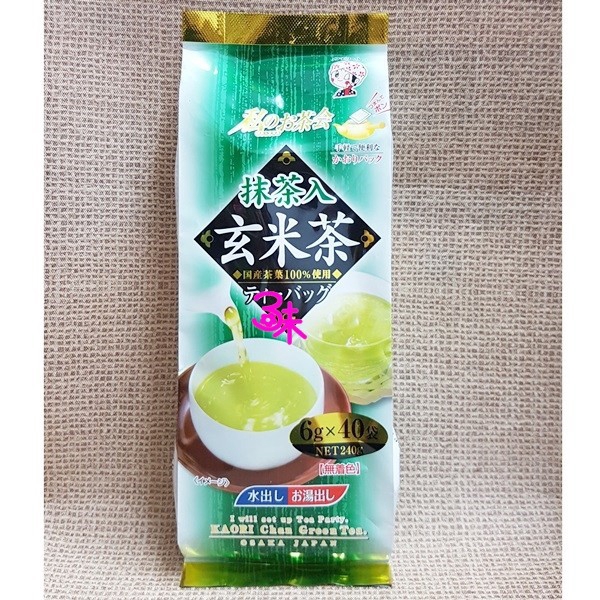 私のお茶会
手軽で便利な
かおりパック
抹茶入
玄米茶
◆国産茶葉100%使用◆
ティーバッグ
3味
6g×40袋
NET240g
【無着色】
(イメージ)
水出し お湯出し
I will set up Tea Party.
KAORI Chan Green Tea.
OSAKA JAPAN